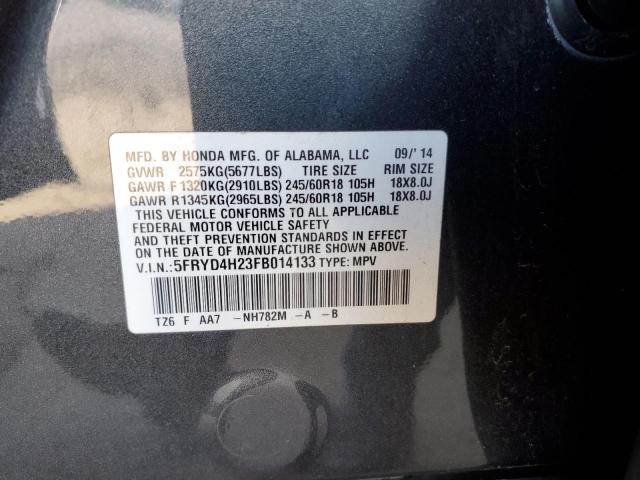 MFD. BY HONDA MFG. OF ALABAMA, LLC 09/'14
GVWR 2575KG(5677LBS) TIRE SIZE RIM SIZE
GAWR F1320KG(2910LBS) 245/60R18 105H 18X8.0J
GAWR R1345KG(2965LBS) 245/60R18 105H 18X8.0J
THIS VEHICLE CONFORMS TO ALL APPLICABLE
FEDERAL MOTOR VEHICLE SAFETY
AND THEFT PREVENTION STANDARDS IN EFFECT
ON THE DATE OF MANUFACTURE SHOWN ABOVE.
V.I.N.:5FRYD4H23FB014133 TYPE: MPV
TZ6 F AA7 -NH782M -A -B